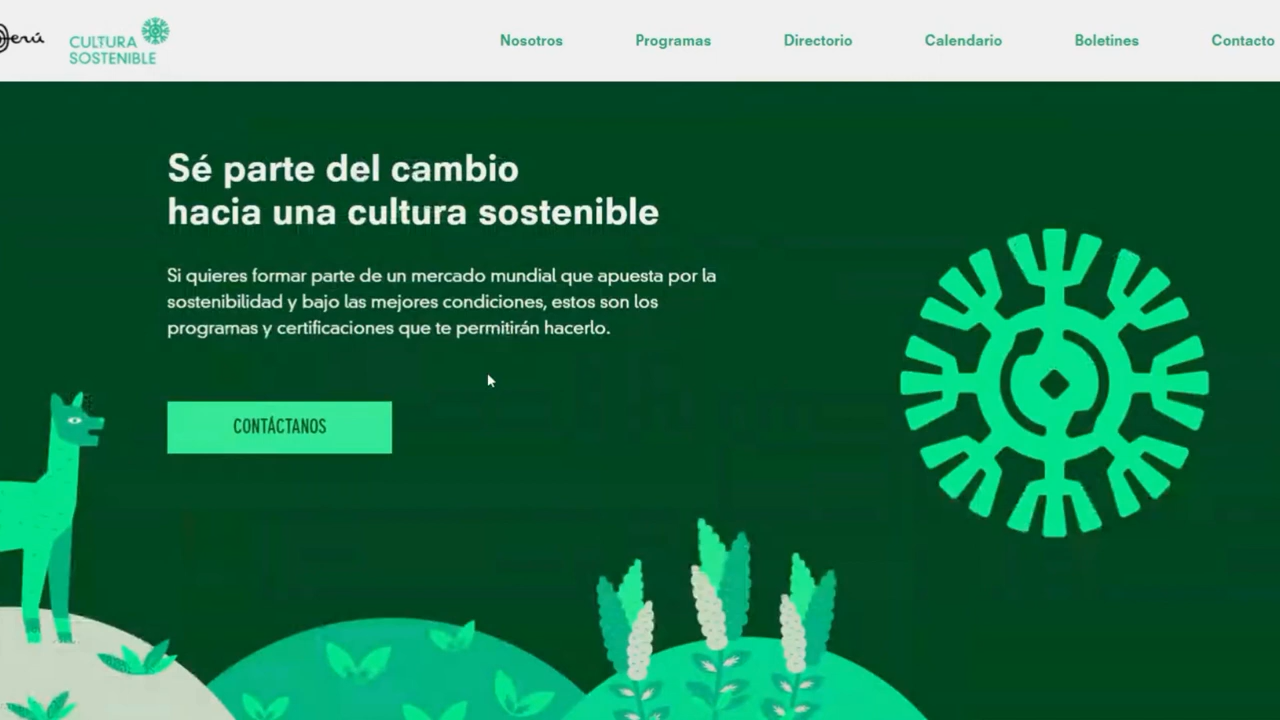 CULTURA
SOSTENIBLE
Nosotros Programas Directorio Calendario Boletines Contacto
Sé parte del cambio
hacia una cultura sostenible
Si quieres formar parte de un mercado mundial que apuesta por la
sostenibilidad y bajo las mejores condiciones, estos son los
programas y certificaciones que te permitirán hacerlo.
CONTÁCTANOS